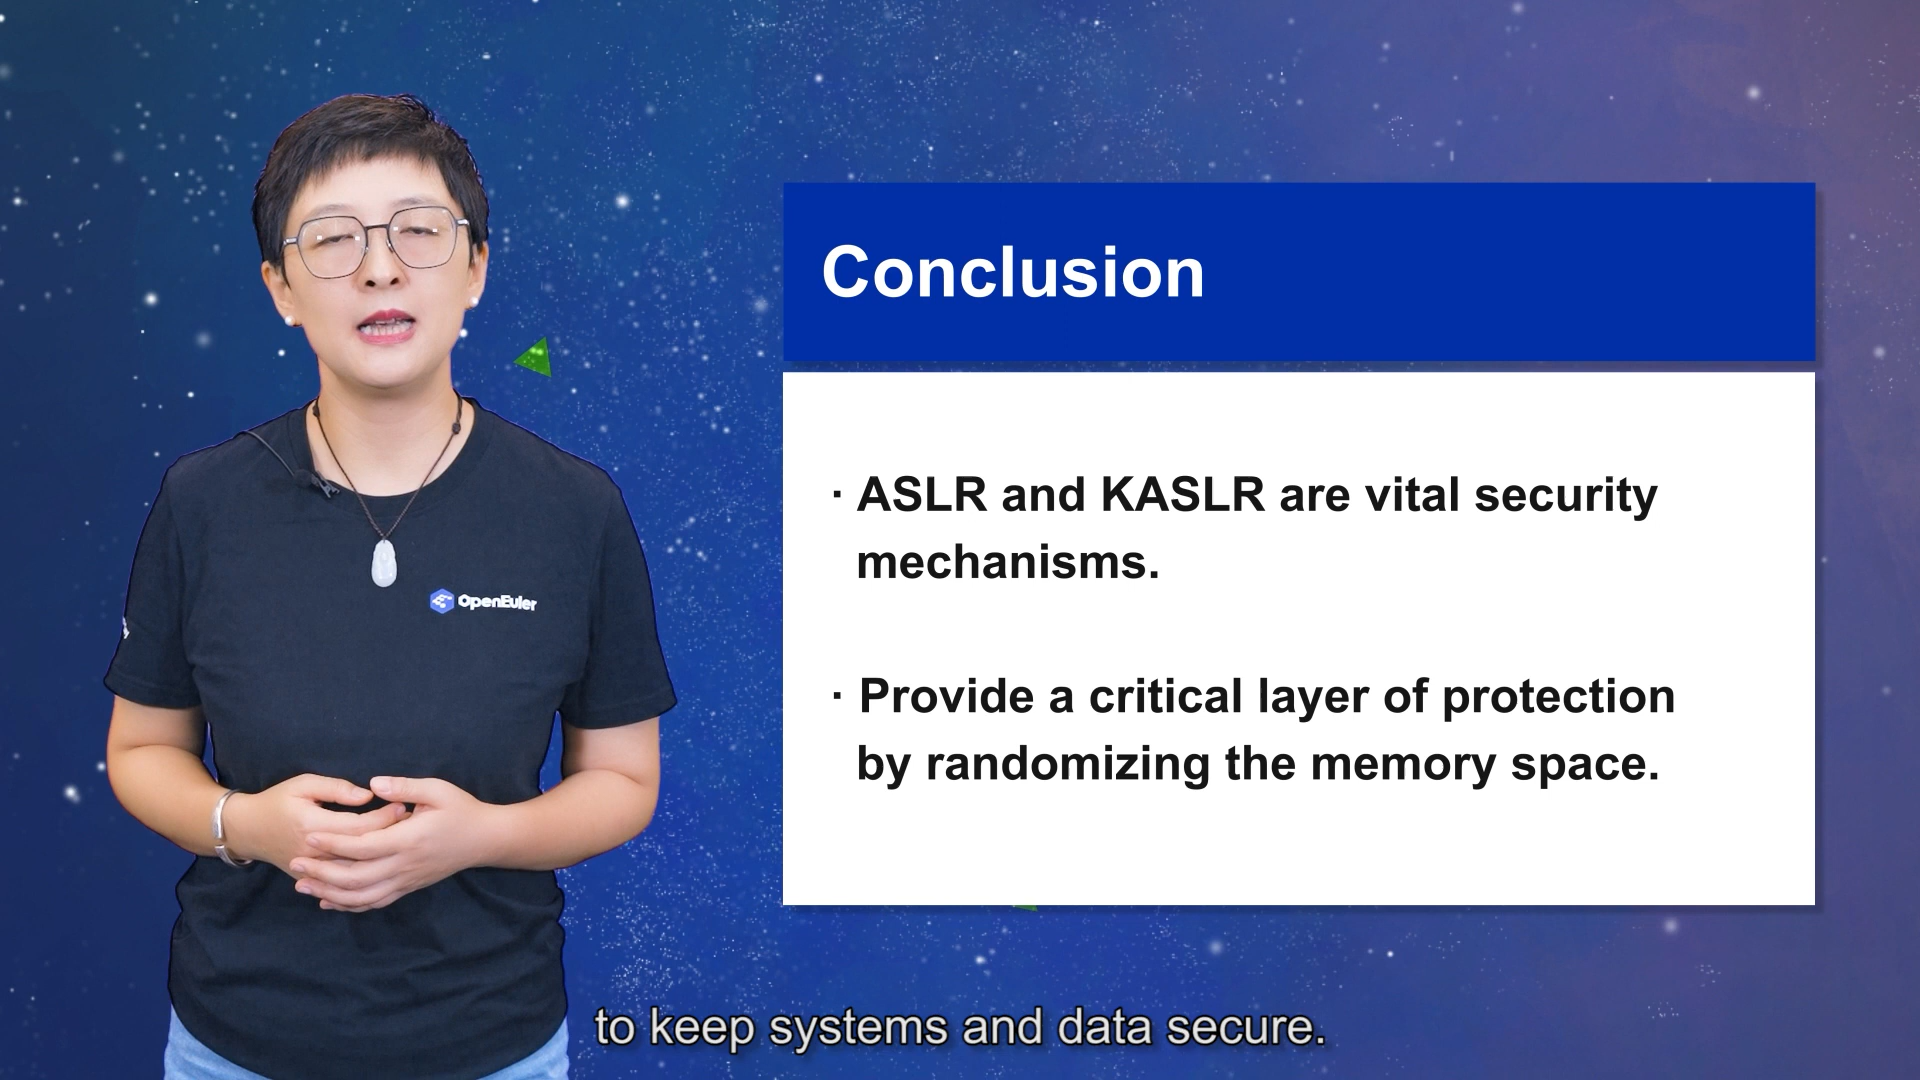 Conclusion
· ASLR and KASLR are vital security
mechanisms.
· Provide a critical layer of protection
by randomizing the memory space.
OpenEuler
to keep systems and data secure.